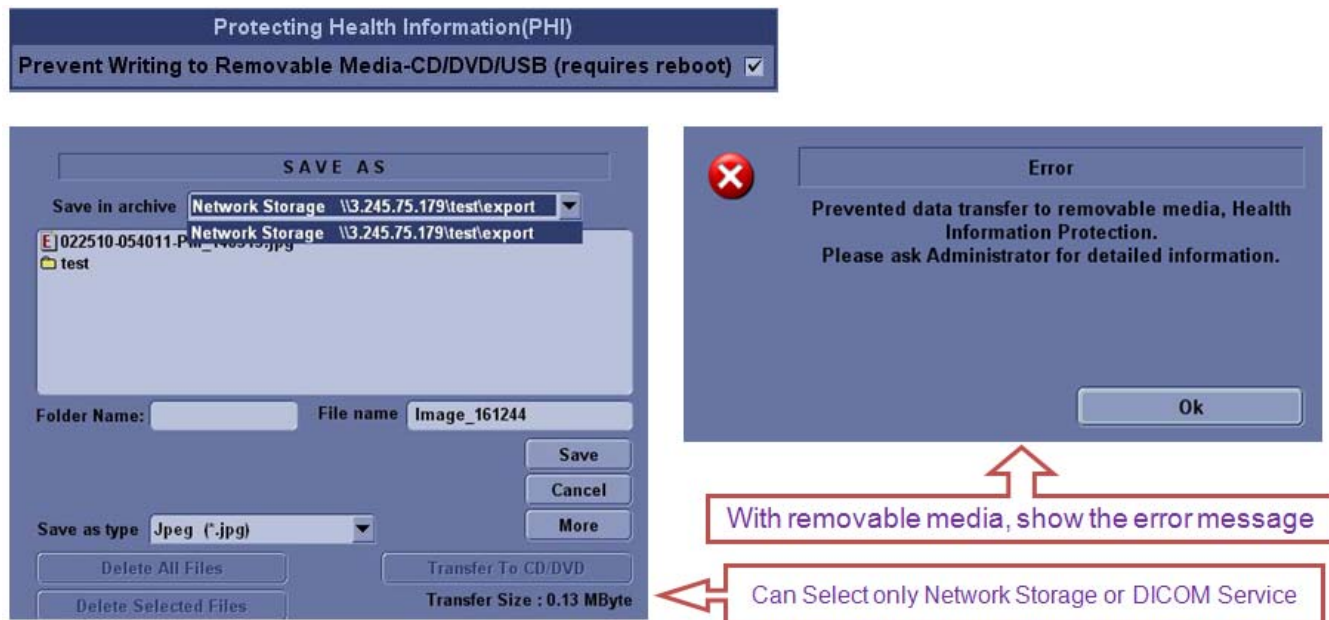 Protecting Health Information(PHI)
Prevent Writing to Removable Media-CD/DVD/USB (requires reboot)
SAVE AS
Save in archive Network Storage \\3.245.75.179\test\export
Network Storage \\3.245.75.179\test\export
test
Folder Name: File name Image_161244
Save
Cancel
Save as type Jpeg (*.jpg) More
Delete All Files Transfer To CD/DVD
Delete Selected Files Transfer Size : 0.13 MByte
Error
Prevented data transfer to removable media, Health
Information Protection.
Please ask Administrator for detailed information.
Ok
With removable media, show the error message
Can Select only Network Storage or DICOM Service